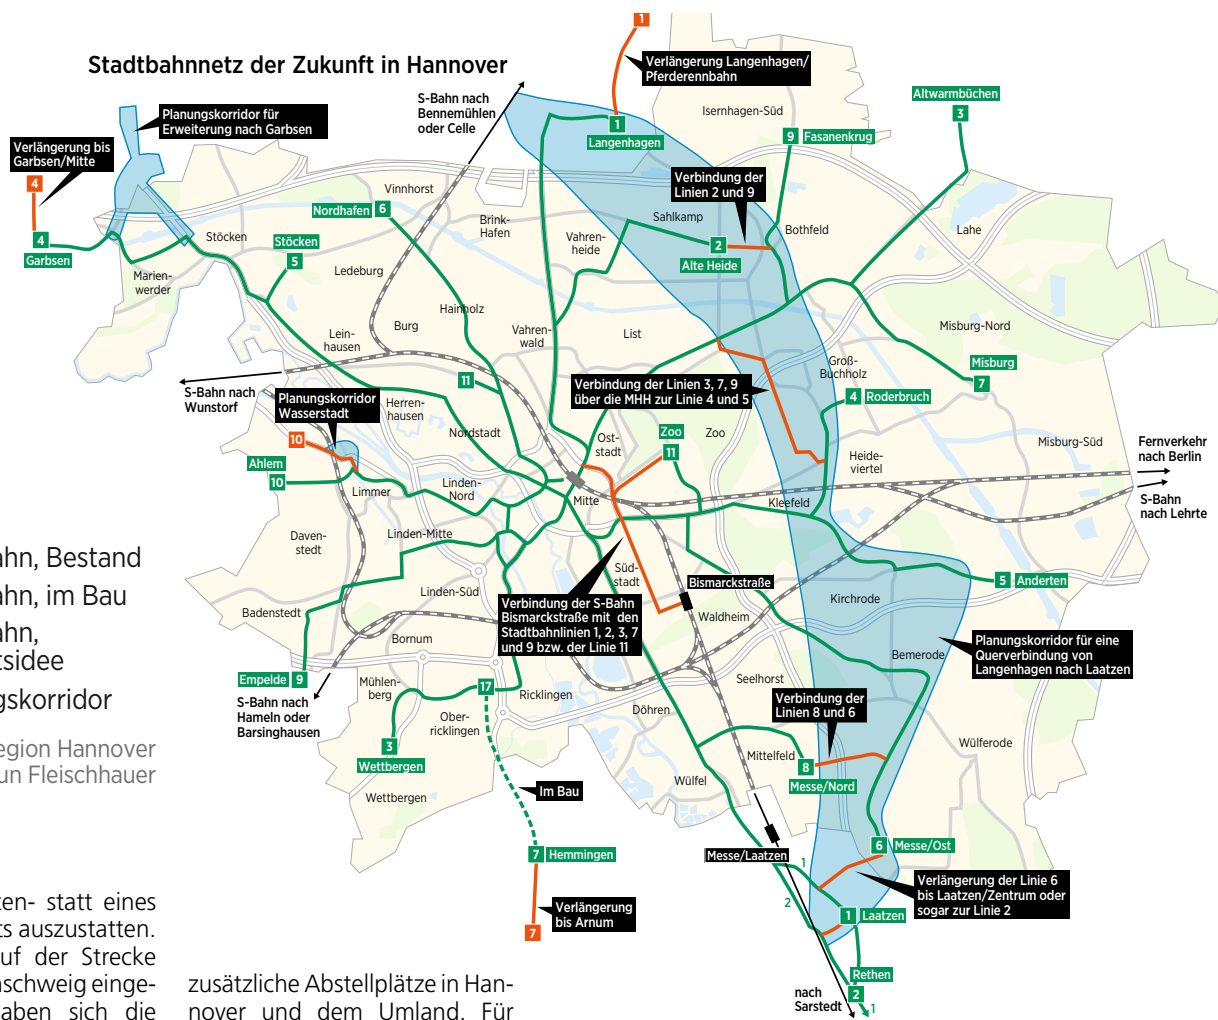 Stadtbahnnetz der Zukunft in Hannover
1
Verlängerung Langenhagen/
Pferderennbahn
S-Bahn nach
Bennemühlen
oder Celle
Planungskorridor für
Erweiterung nach Garbsen
Verlängerung bis
Garbsen/Mitte
4
4
Garbsen
Marien-
werder
Stöcken
Stöcken
5
Nordhafen
6
Vinnhorst
Ledeburg
Brink-
Hafen
Hainholz
Burg
Lein-
hausen
1
Langenhagen
Isernhagen-Süd
9
Fasanenkrug
Altwarmbüchen
3
Verbindung der
Linien 2 und 9
Sahlkamp
Vahren-
heide
2
Alte Heide
Bothfeld
Lahe
Vahren-
wald
List
Misburg-Nord
Misburg
7
Groß-
Buchholz
4
Roderbruch
Verbindung der Linien 3, 7, 9
über die MHH zur Linie 4 und 5
S-Bahn nach
Wunstorf
Planungskorridor
Wasserstadt
Herren-
hausen
11
Nordstadt
10
Ahlem
10
Limmer
Linden-
Nord
Ost-
stadt
Zoo
11
Zoo
Mitte
Heide-
viertel
Misburg-Süd
Fernverkehr
nach Berlin
S-Bahn
nach Lehrte
Kleefeld
Daven-
stedt
Linden-Mitte
Linden-Süd
Süd-
stadt
Bismarckstraße
Waldheim
Kirchrode
5
Anderten
Badenstedt
Bornum
Verbindung der S-Bahn
Bismarckstraße mit den
Stadtbahnlinien 1, 2, 3, 7
und 9 bzw. der Linie 11
Bemerode
Planungskorridor für eine
Querverbindung von
Langenhagen nach Laatzen
Empelde
9
S-Bahn nach
Hameln oder
Barsinghausen
Mühlen-
berg
17
Ricklingen
Ober-
ricklingen
3
Wettbergen
Wettbergen
Döhren
Seelhorst
Verbindung der
Linien 8 und 6
Mittelfeld
8
Messe/Nord
Wülferode
Wülfel
Im Bau
7
Hemmingen
Verlängerung
bis Arnum
7
Messe/Laatzen
1
2
6
Messe/Ost
Verlängerung der Linie 6
bis Laatzen/Zentrum oder
sogar zur Linie 2
1
Laatzen
Rethen
2
1
nach
Sarstedt
ahn, Bestand
ahn, im Bau
ahn,
tsidee
gskorridor
egion Hannover
un Fleischhauer
ten- statt eines
ts auszustatten.
uf der Strecke
nschweig einge-
aben sich die
zusätzliche Abstellplätze in Han-
nover und dem Umland. Für